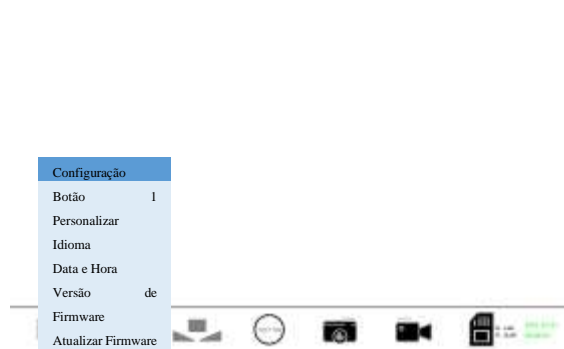 Configuração
Botão 1
Personalizar
Idioma
Data e Hora
Versão de
Firmware
Atualizar Firmware